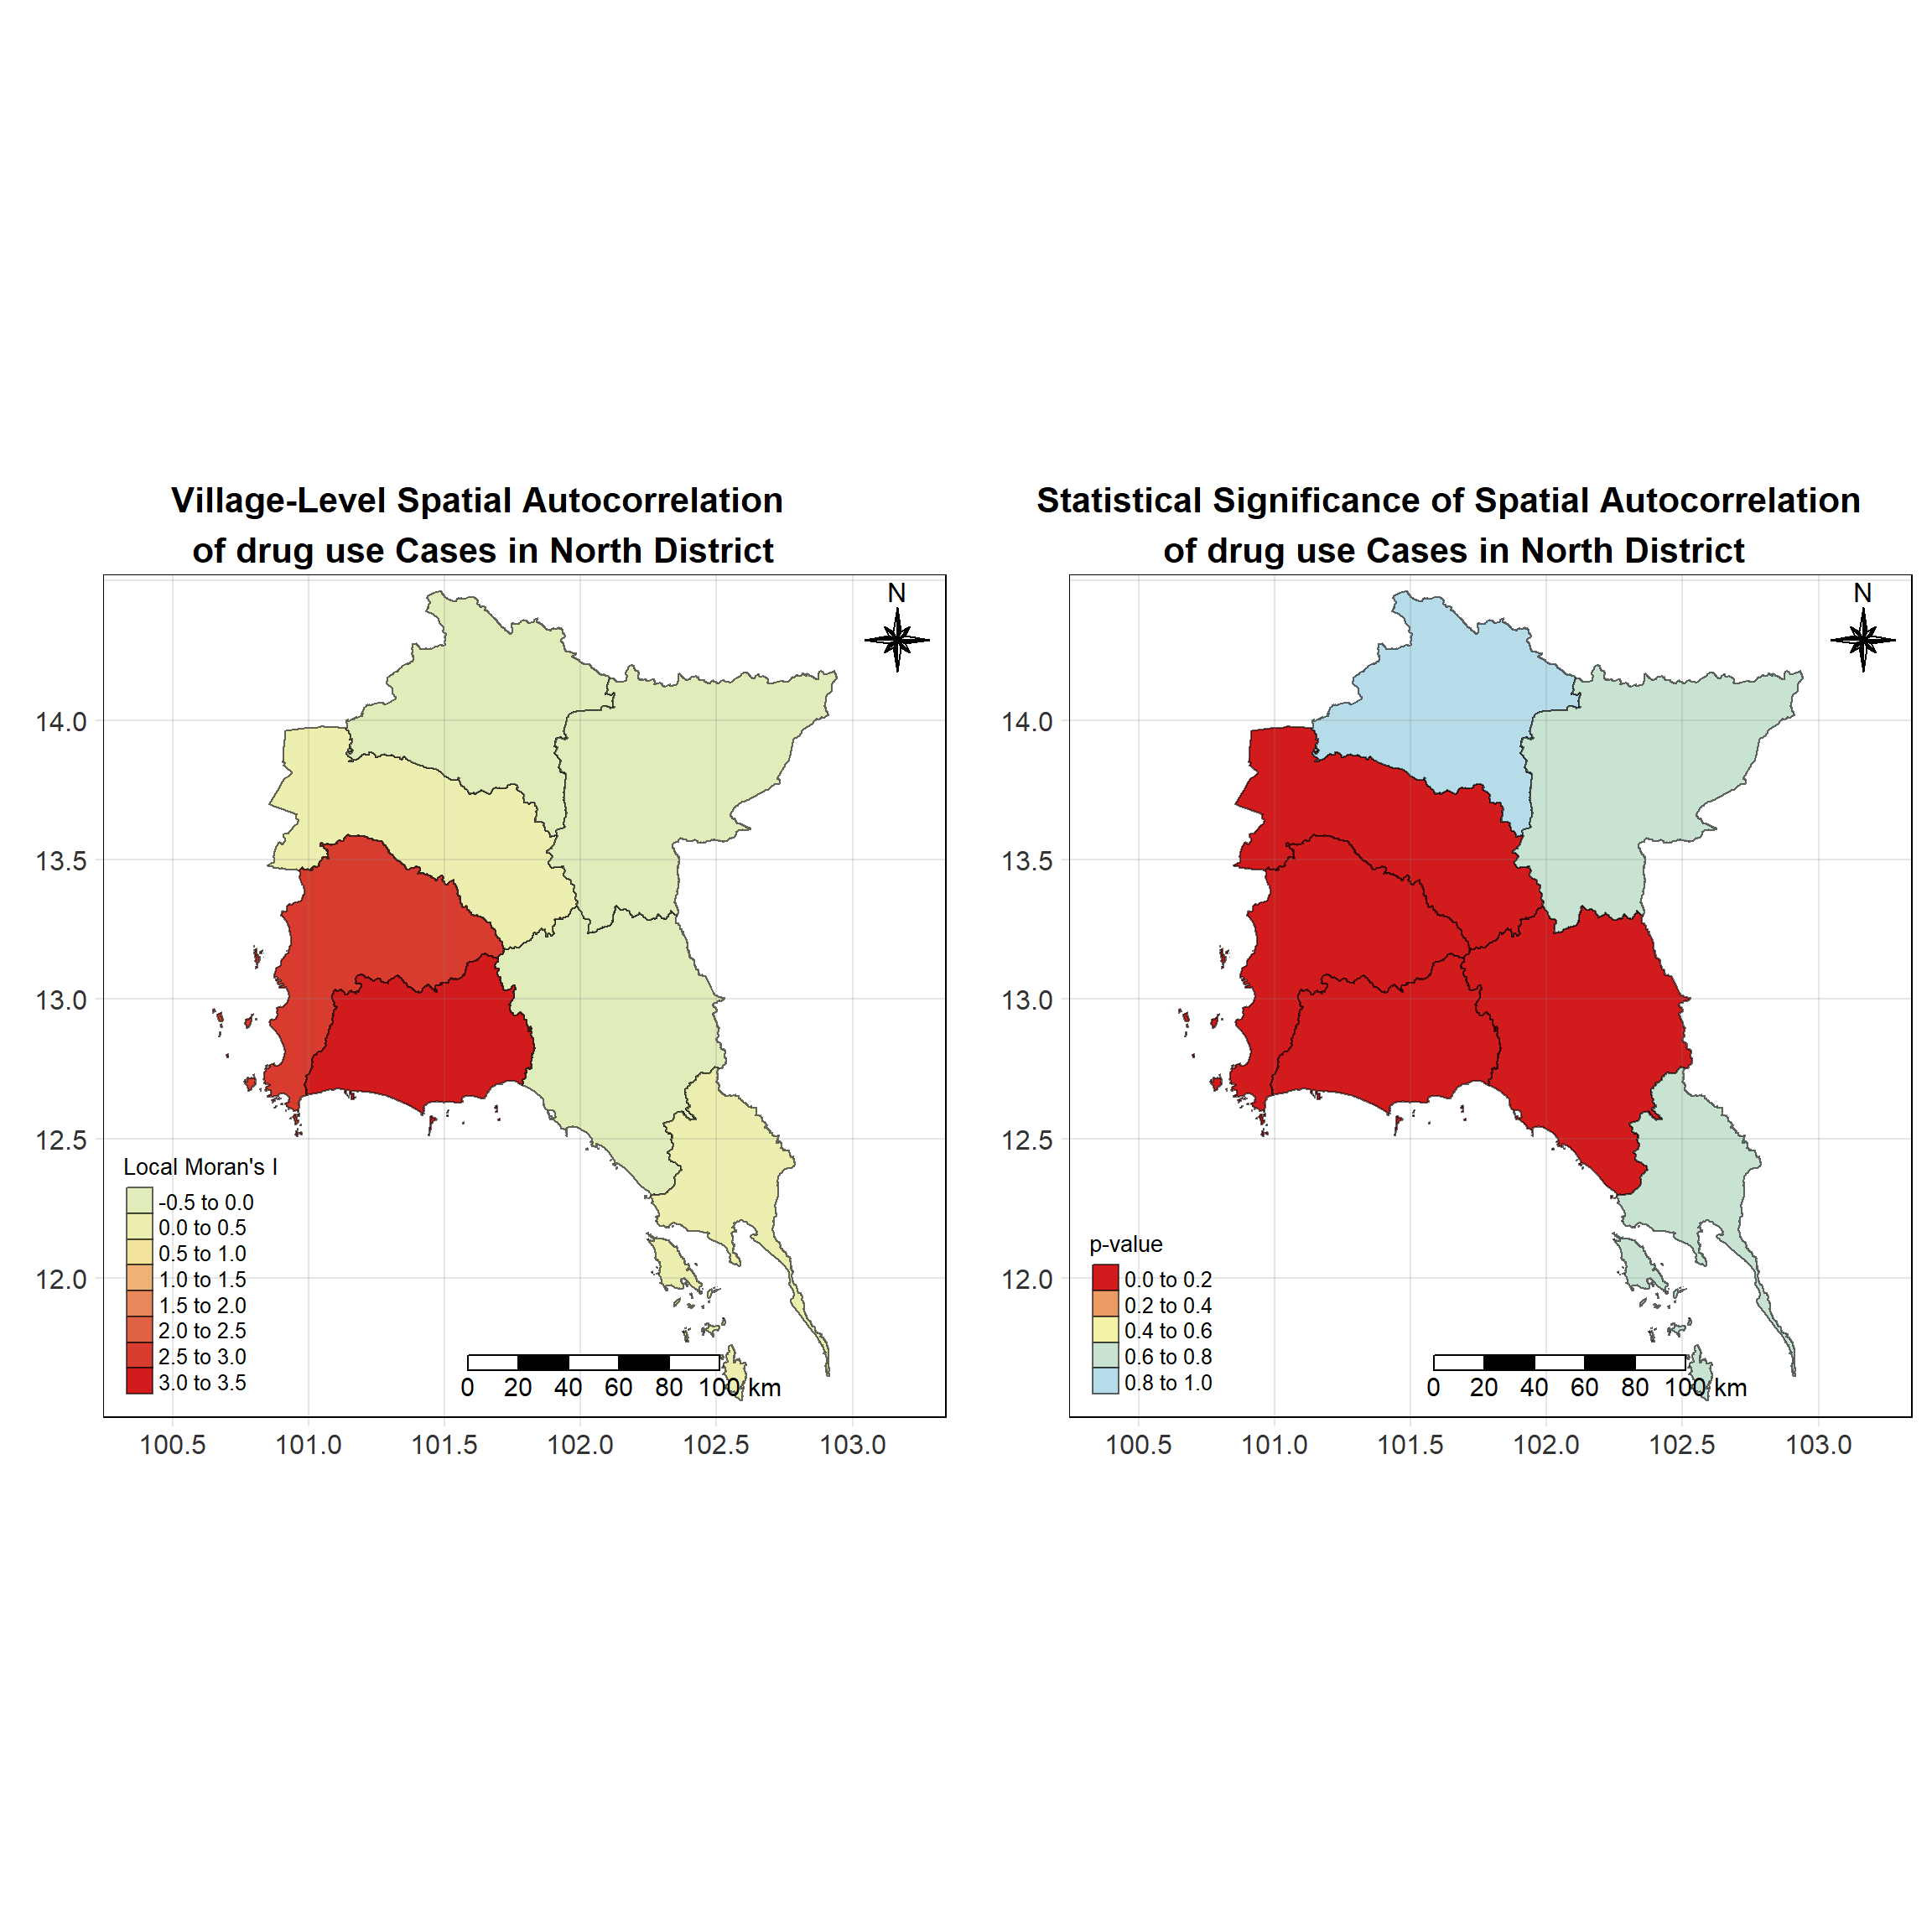 Village-Level Spatial Autocorrelation
of drug use Cases in North District
N
14.0
13.5
13.0
12.5
12.0
Local Moran's I
-0.5 to 0.0
0.0 to 0.5
0.5 to 1.0
1.0 to 1.5
1.5 to 2.0
2.0 to 2.5
2.5 to 3.0
3.0 to 3.5
0 20 40 60 80 100 km
100.5 101.0 101.5 102.0 102.5 103.0
Statistical Significance of Spatial Autocorrelation
of drug use Cases in North District
N
14.0
13.5
13.0
12.5
12.0
p-value
0.0 to 0.2
0.2 to 0.4
0.4 to 0.6
0.6 to 0.8
0.8 to 1.0
0 20 40 60 80 100 km
100.5 101.0 101.5 102.0 102.5 103.0